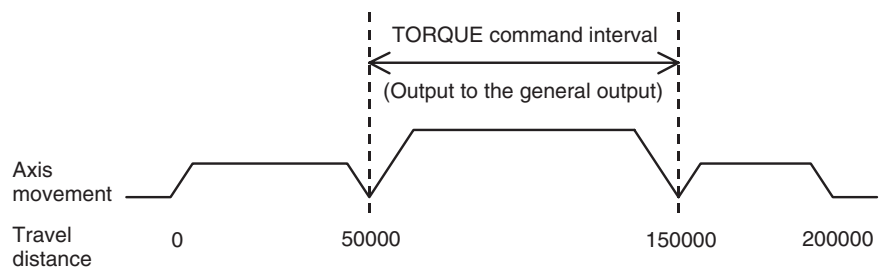 TORQUE command interval
(Output to the general output)
Axis
movement
Travel
distance
0
50000
150000
200000